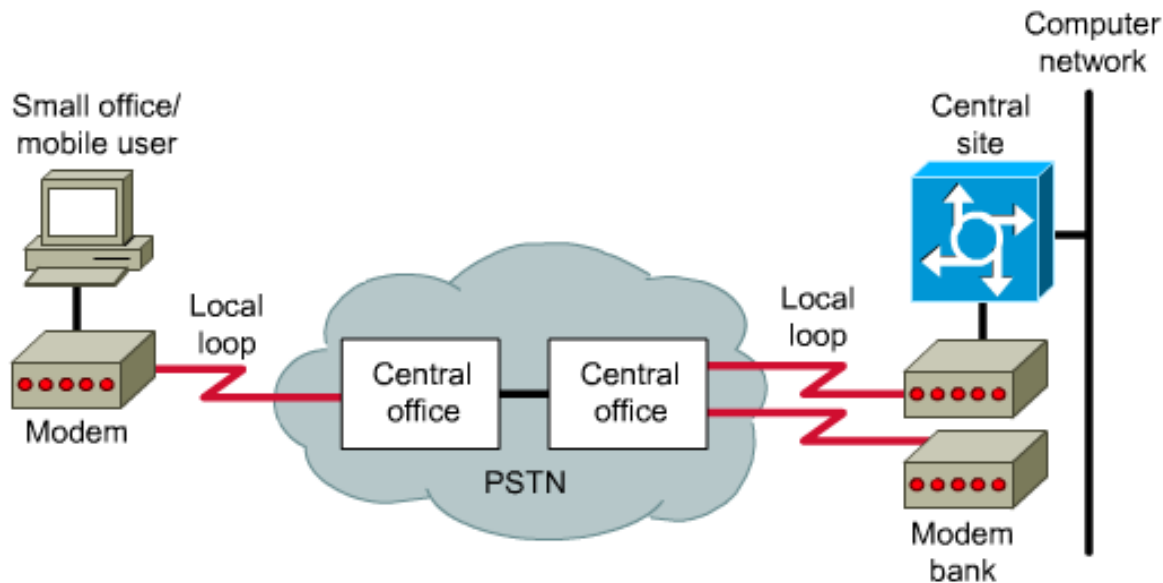 Computer
network
Small office/
mobile user
Central
site
Local
loop
Local
loop
Central
office
Central
office
Modem
PSTN
Modem
bank